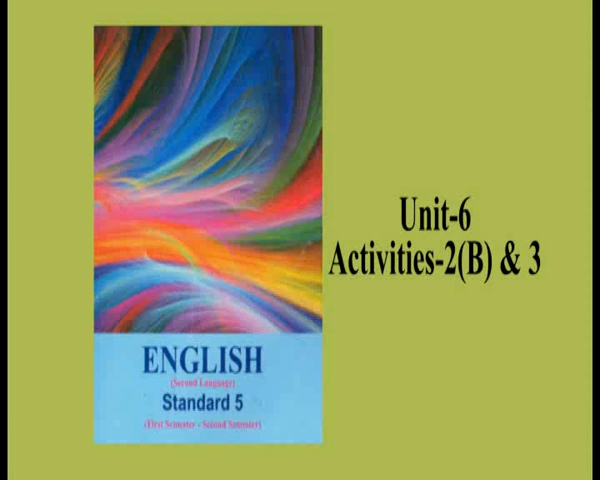 ENGLISH
(Second Language)
Standard 5
(First Semester - Second Semester)
Unit-6
Activities-2(B) & 3